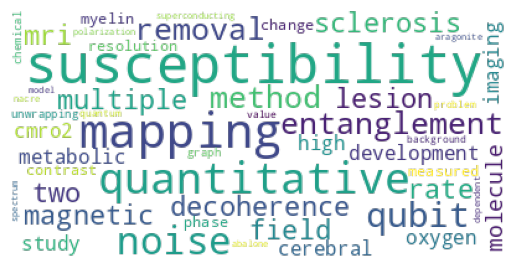 chemical
myelin
superconducting
polarization
removal
change
sclerosis
aragonite
mri
resolution
imaging
susceptibility
nacre
model
multiple
method
lesion
unwrapping
quantum
value
problem
mapping
entanglement
cmro2
graph
high
background
metabolic
development
molecule
contrast
quantitative
measured
rate
spectrum
two
decoherence
qubit
dependent
magnetic
phase
study
noise
field
oxygen
abalone
cerebral